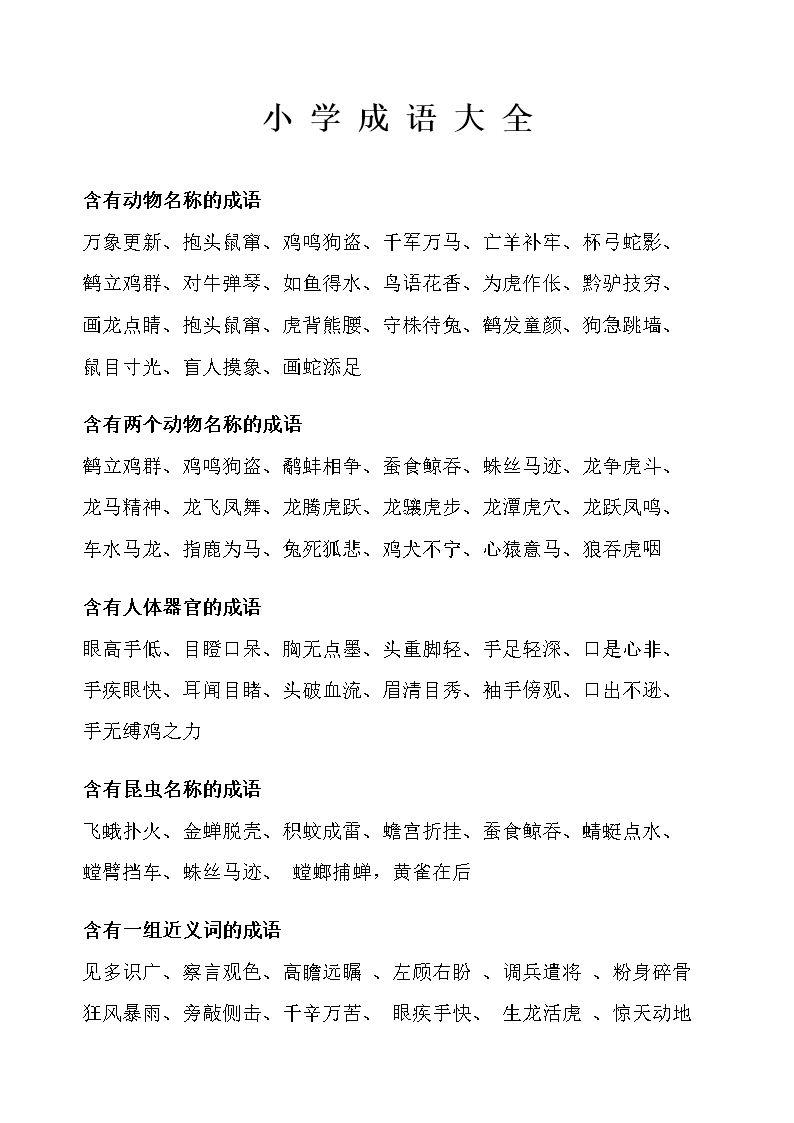 小学成语大全
含有动物名称的成语
万象更新、抱头鼠窜、鸡鸣狗盗、千军万马、亡羊补牢、杯弓蛇影、
鹤立鸡群、对牛弹琴、如鱼得水、鸟语花香、为虎作伥、黔驴技穷、
画龙点睛、抱头鼠窜、虎背熊腰、守株待兔、鹤发童颜、狗急跳墙、
鼠目寸光、盲人摸象、画蛇添足
含有两个动物名称的成语
鹤立鸡群、鸡鸣狗盗、鹬蚌相争、蚕食鲸吞、蛛丝马迹、龙争虎斗、
龙马精神、龙飞凤舞、龙腾虎跃、龙骧虎步、龙潭虎穴、龙跃凤鸣、
车水马龙、指鹿为马、兔死狐悲、鸡犬不宁、心猿意马、狼吞虎咽
含有人体器官的成语
眼高手低、目瞪口呆、胸无点墨、头重脚轻、手足轻深、口是心非、
手疾眼快、耳闻目睹、头破血流、眉清目秀、袖手傍观、口出不逊、
手无缚鸡之力
含有昆虫名称的成语
飞蛾扑火、金蝉脱壳、积蚊成雷、蟾宫折挂、蚕食鲸吞、蜻蜓点水、
螳臂挡车、蛛丝马迹、 螳螂捕蝉，黄雀在后
含有一组近义词的成语
见多识广、察言观色、高瞻远瞩 、左顾右盼 、调兵遣将 、粉身碎骨
狂风暴雨、旁敲侧击、千辛万苦、 眼疾手快、 生龙活虎 、惊天动地